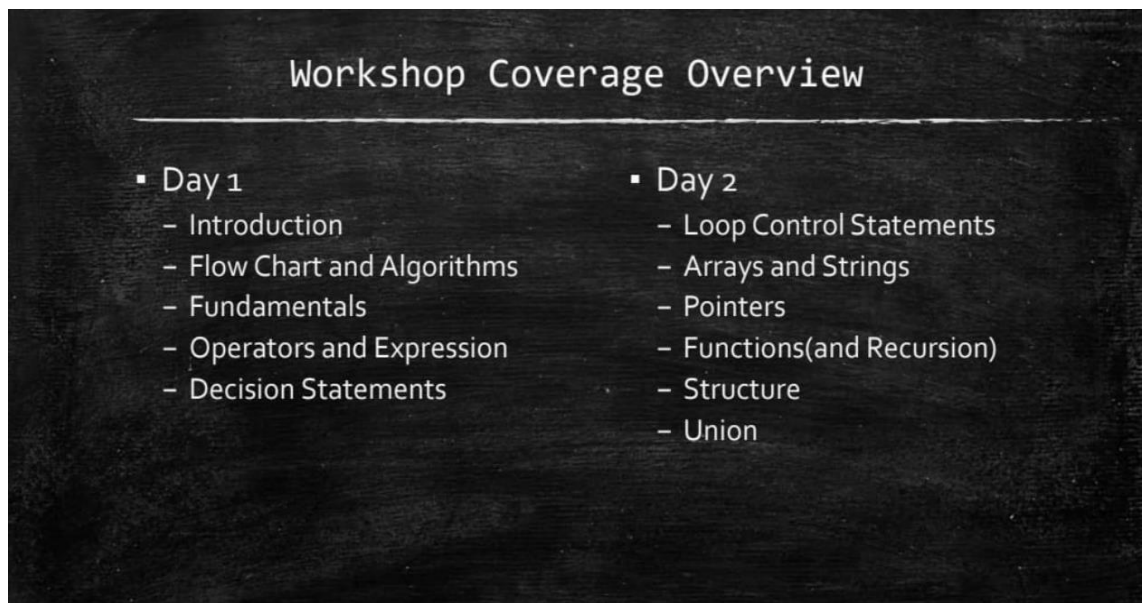 Workshop Coverage Overview
▪ Day 1
– Introduction
– Flow Chart and Algorithms
– Fundamentals
– Operators and Expression
– Decision Statements
▪ Day 2
– Loop Control Statements
– Arrays and Strings
– Pointers
– Functions(and Recursion)
– Structure
– Union